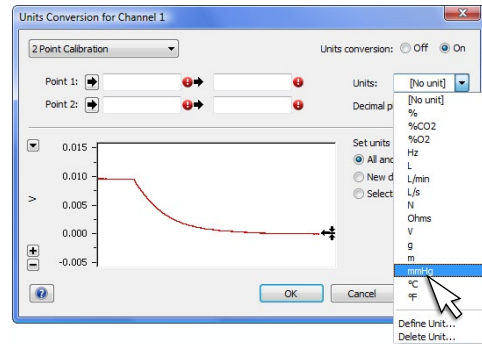 Units Conversion for Channel 1
2 Point Calibration
Units conversion: Off On
Point 1:
Units: [No unit]
Point 2:
Decimal pl
[No unit]
%
%CO2
%O2
Hz
L
L/min
L/s
N
Ohms
V
g
m
mmHg
°C
°F
Define Unit...
Delete Unit...
Set units
All and
New d
Select
0.015
0.010
0.005
0.000
-0.005
V
OK
Cancel